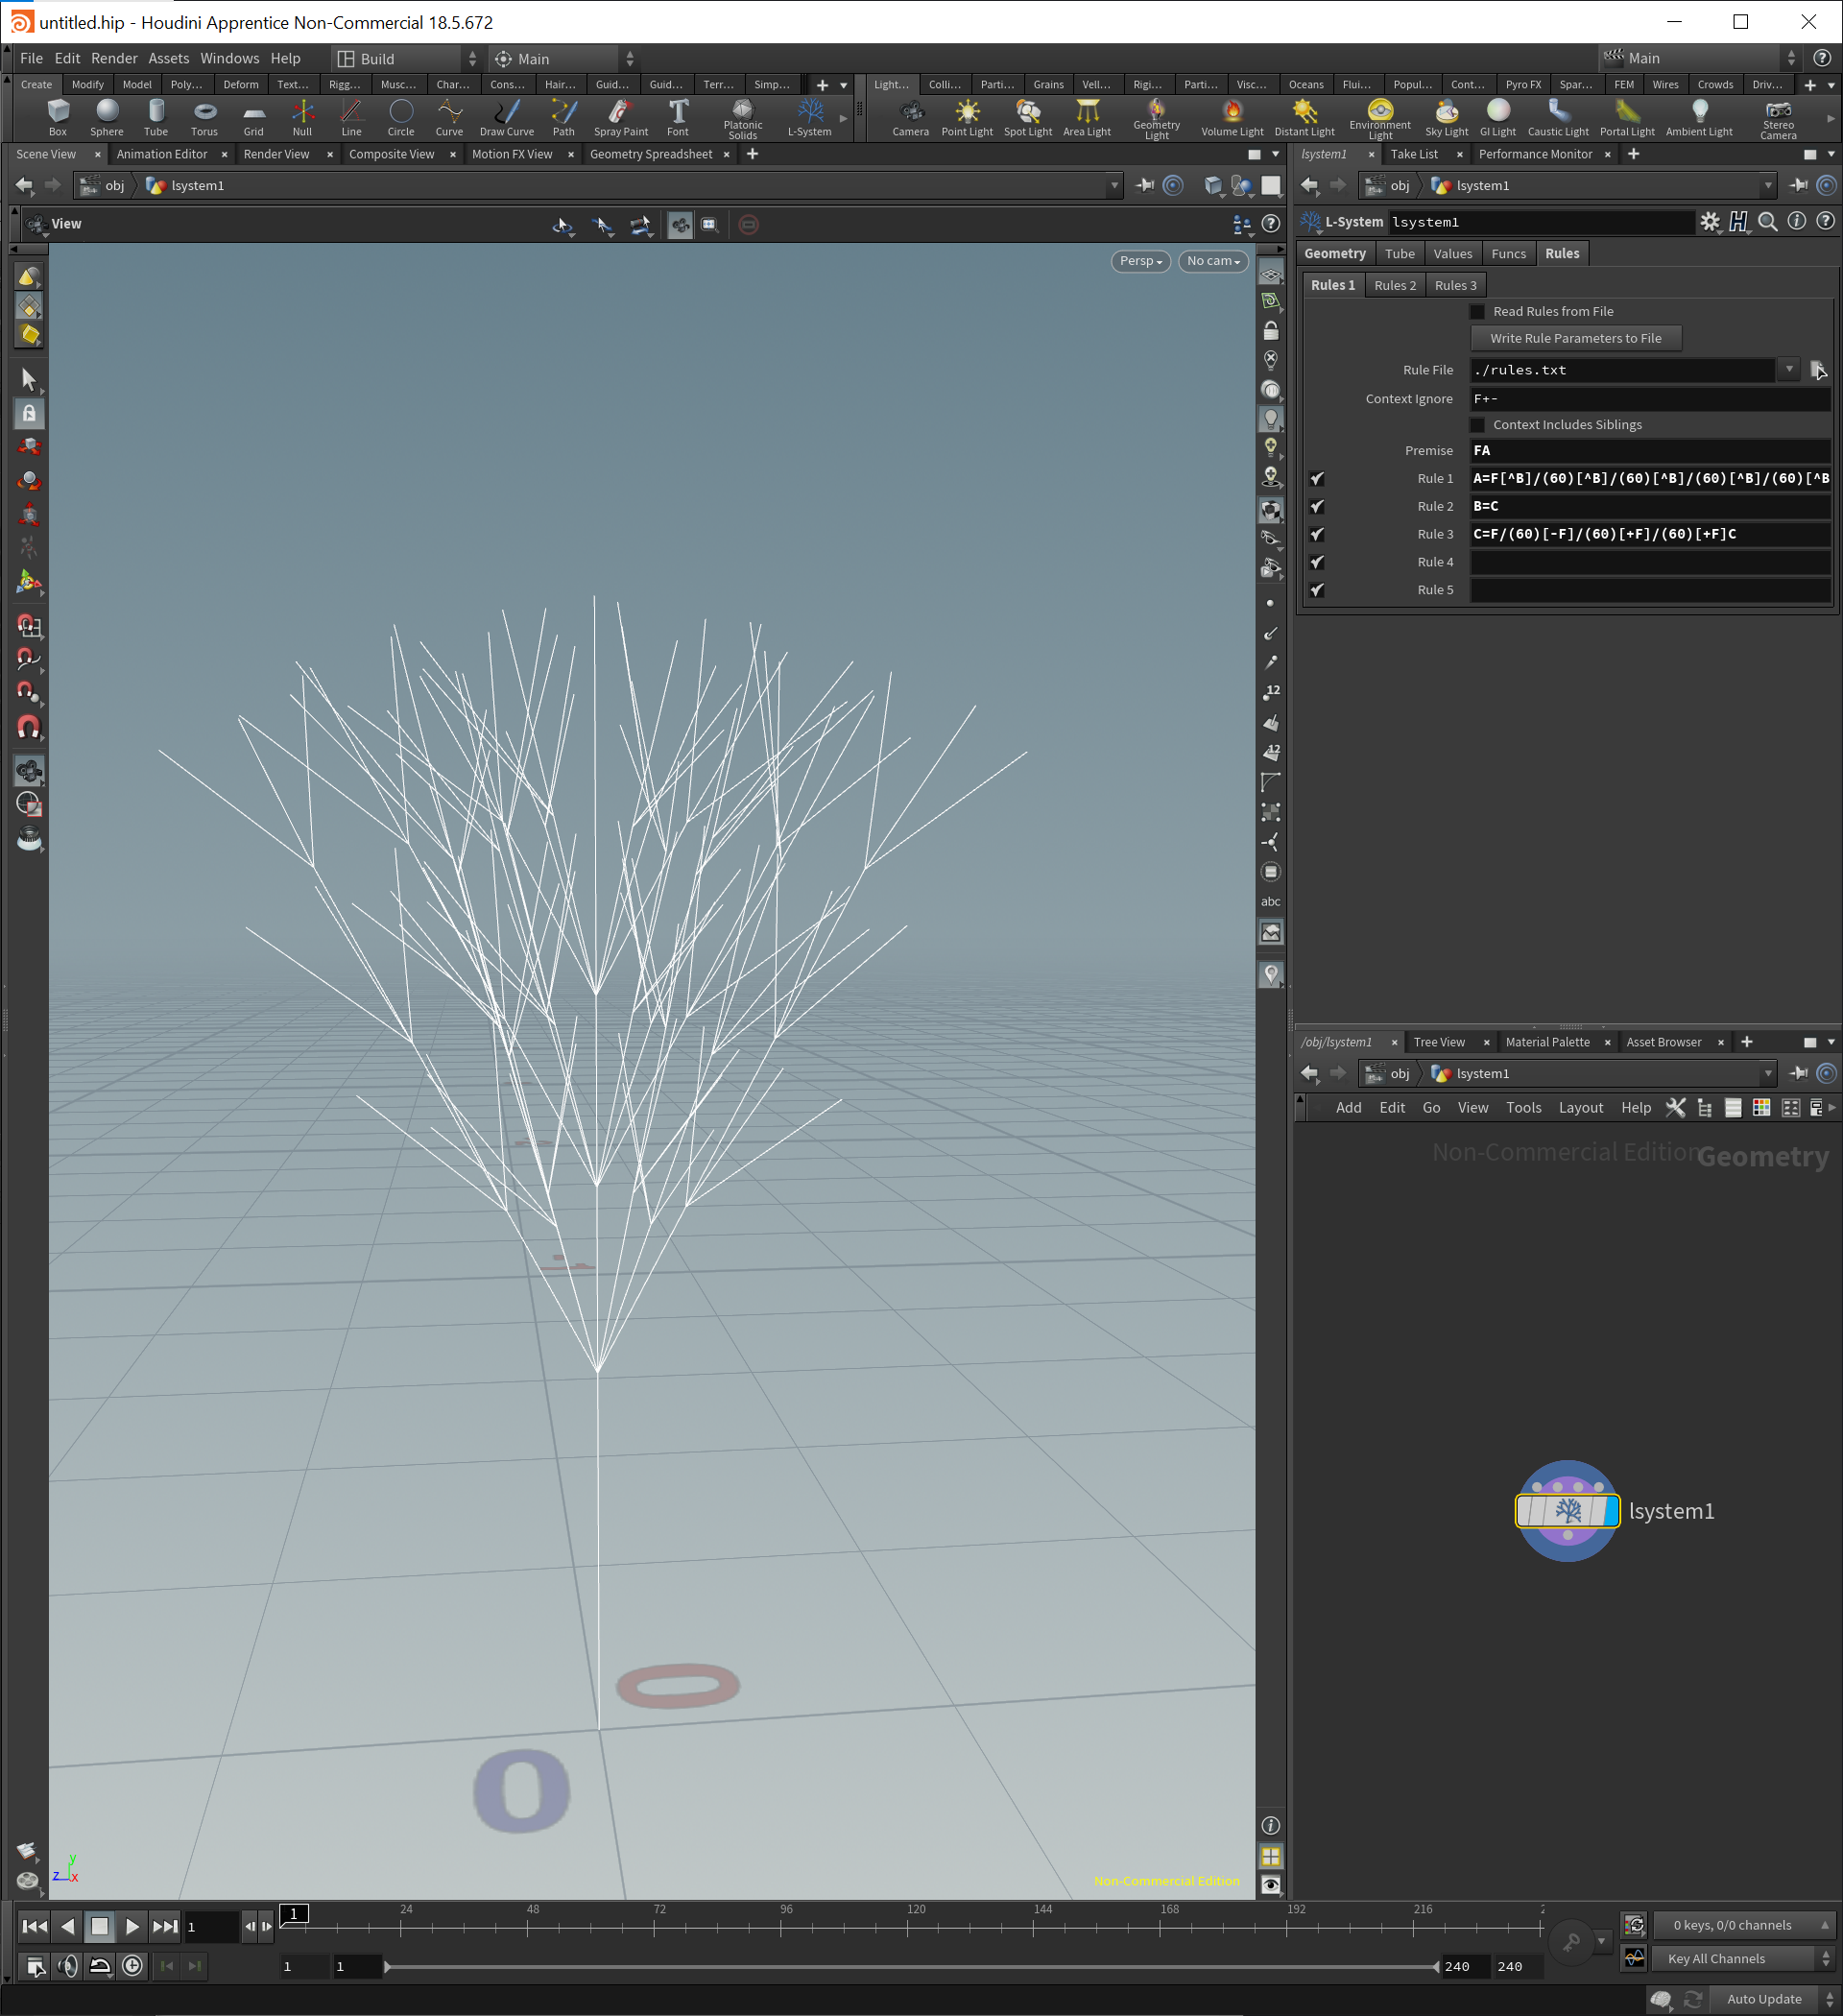 untitled.hip - Houdini Apprentice Non-Commercial 18.5.672
File Edit Render Assets Windows Help Build Main Main
Create Modify Model Poly... Deform Text... Rigg... Musc... Char... Cons... Hair... Guid... Guid... Terr... Simp...
Box Sphere Tube Torus Grid Null Line Circle Curve Draw Curve Path Spray Paint Font Platonic Solids L-System
Light... Colli... Parti... Grains Vell... Rigi... Parti... Visc... Oceans Flui... Popul... Cont... Pyro FX Spar... FEM Wires Crowds Driv...
Camera Point Light Spot Light Area Light Geometry Light Volume Light Distant Light Environment Light Sky Light GI Light Caustic Light Portal Light Ambient Light Stereo Camera
Scene View Animation Editor Render View Composite View Motion FX View Geometry Spreadsheet
obj lsystem1
View
Persp No cam
12
12
abc
0
0
y
z x
Non-Commercial Edition
lsystem1 Take List Performance Monitor
obj lsystem1
L-System lsystem1
Geometry Tube Values Funcs Rules
Rules 1 Rules 2 Rules 3
Read Rules from File
Write Rule Parameters to File
Rule File ./rules.txt
Context Ignore F+-
Context Includes Siblings
Premise FA
Rule 1 A=F[^B]/(60)[^B]/(60)[^B]/(60)[^B]/(60)[^B
Rule 2 B=C
Rule 3 C=F/(60)[-F]/(60)[+F]/(60)[+F]C
Rule 4
Rule 5
/obj/lsystem1 Tree View Material Palette Asset Browser
obj lsystem1
Add Edit Go View Tools Layout Help
Non-Commercial Edition Geometry
lsystem1
1 1 24 48 72 96 120 144 168 192 216
0 keys, 0/0 channels
1 1 240 240
Key All Channels
Auto Update